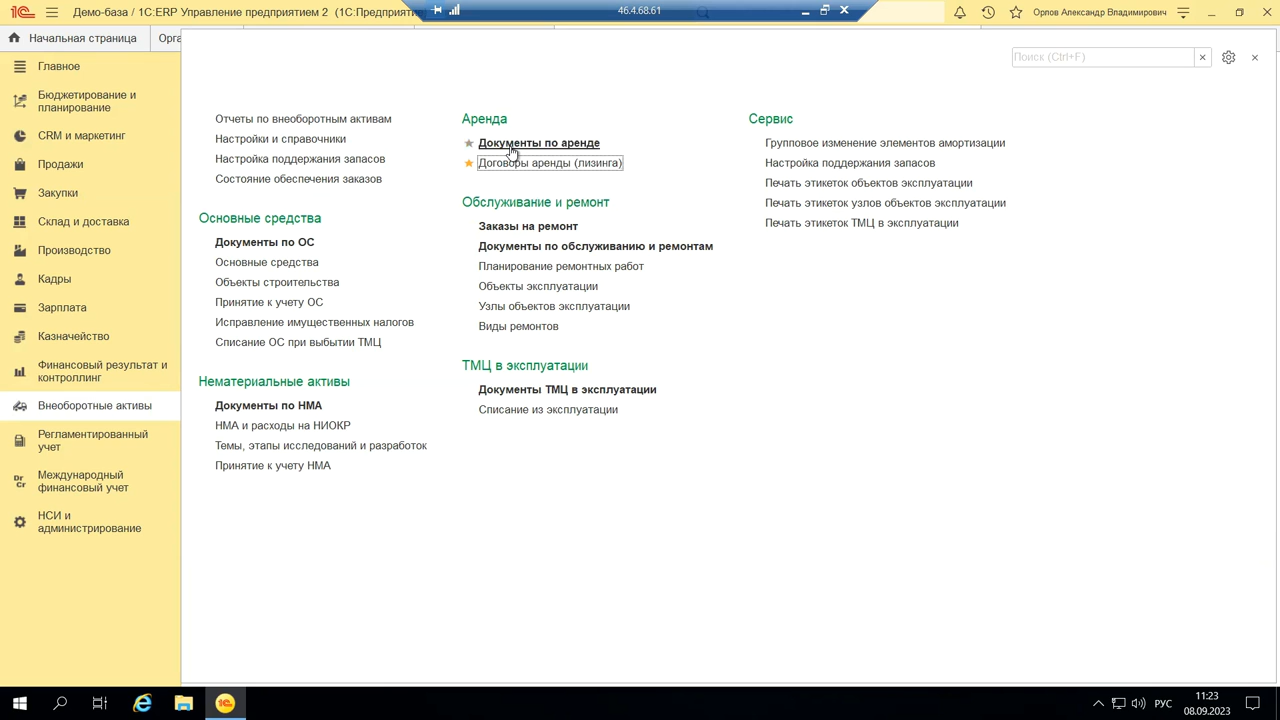 Демо-база / 1С:ERP Управление предприятием 2 (1С:Предприятие
46.4.68.61
Орлов Александр Владимирович
Начальная страница
Орга
Главное
Бюджетирование и
планирование
CRM и маркетинг
Продажи
Закупки
Склад и доставка
Производство
Кадры
Зарплата
Казначейство
Финансовый результат и
контроллинг
Внеоборотные активы
Регламентированный
учет
Dr
Cr
Международный
финансовый учет
НСИ и
администрирование
Поиск (Ctrl+F)
Отчеты по внеоборотным активам
Настройки и справочники
Настройка поддержания запасов
Состояние обеспечения заказов
Основные средства
Документы по ОС
Основные средства
Объекты строительства
Принятие к учету ОС
Исправление имущественных налогов
Списание ОС при выбытии ТМЦ
Нематериальные активы
Документы по НМА
НМА и расходы на НИОКР
Темы, этапы исследований и разработок
Принятие к учету НМА
Аренда
Документы по аренде
Договоры аренды (лизинга)
Обслуживание и ремонт
Заказы на ремонт
Документы по обслуживанию и ремонтам
Планирование ремонтных работ
Объекты эксплуатации
Узлы объектов эксплуатации
Виды ремонтов
ТМЦ в эксплуатации
Документы ТМЦ в эксплуатации
Списание из эксплуатации
Сервис
Групповое изменение элементов амортизации
Настройка поддержания запасов
Печать этикеток объектов эксплуатации
Печать этикеток узлов объектов эксплуатации
Печать этикеток ТМЦ в эксплуатации
РУС
11:23
08.09.2023